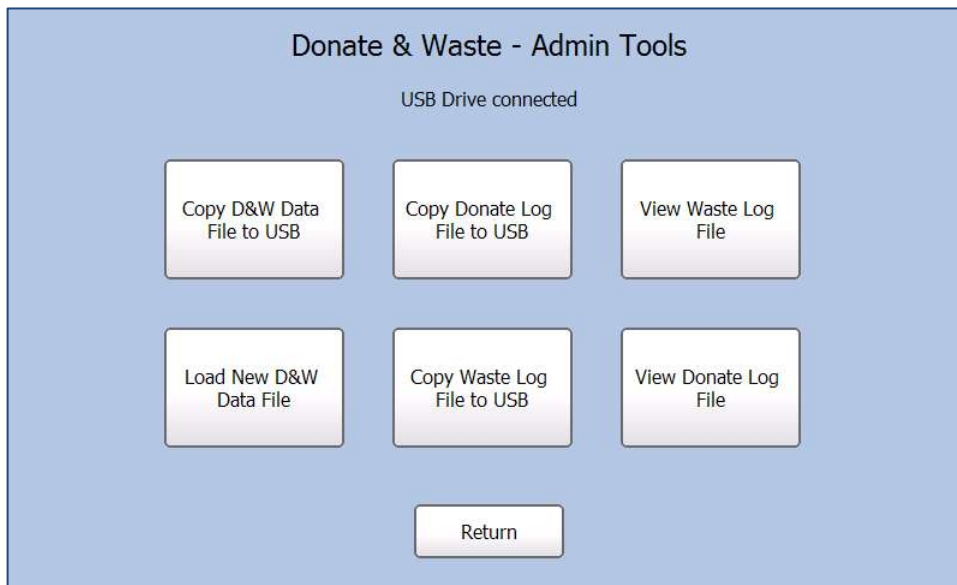 Donate & Waste - Admin Tools
USB Drive connected
Copy D&W Data
File to USB
Copy Donate Log
File to USB
View Waste Log
File
Load New D&W
Data File
Copy Waste Log
File to USB
View Donate Log
File
Return